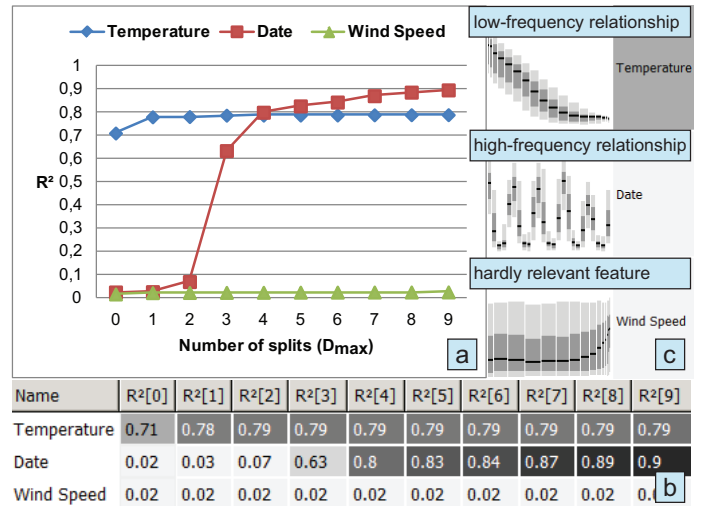 Temperature Date Wind Speed
1
0,9
0,8
0,7
0,6
R² 0,5
0,4
0,3
0,2
0,1
0
0 1 2 3 4 5 6 7 8 9
Number of splits (Dmax)
a
low-frequency relationship
Temperature
high-frequency relationship
Date
hardly relevant feature
Wind Speed
c
Name R²[0] R²[1] R²[2] R²[3] R²[4] R²[5] R²[6] R²[7] R²[8] R²[9]
Temperature 0.71 0.78 0.79 0.79 0.79 0.79 0.79 0.79 0.79 0.79
Date 0.02 0.03 0.07 0.63 0.8 0.83 0.84 0.87 0.89 0.9
Wind Speed 0.02 0.02 0.02 0.02 0.02 0.02 0.02 0.02 0.02
b